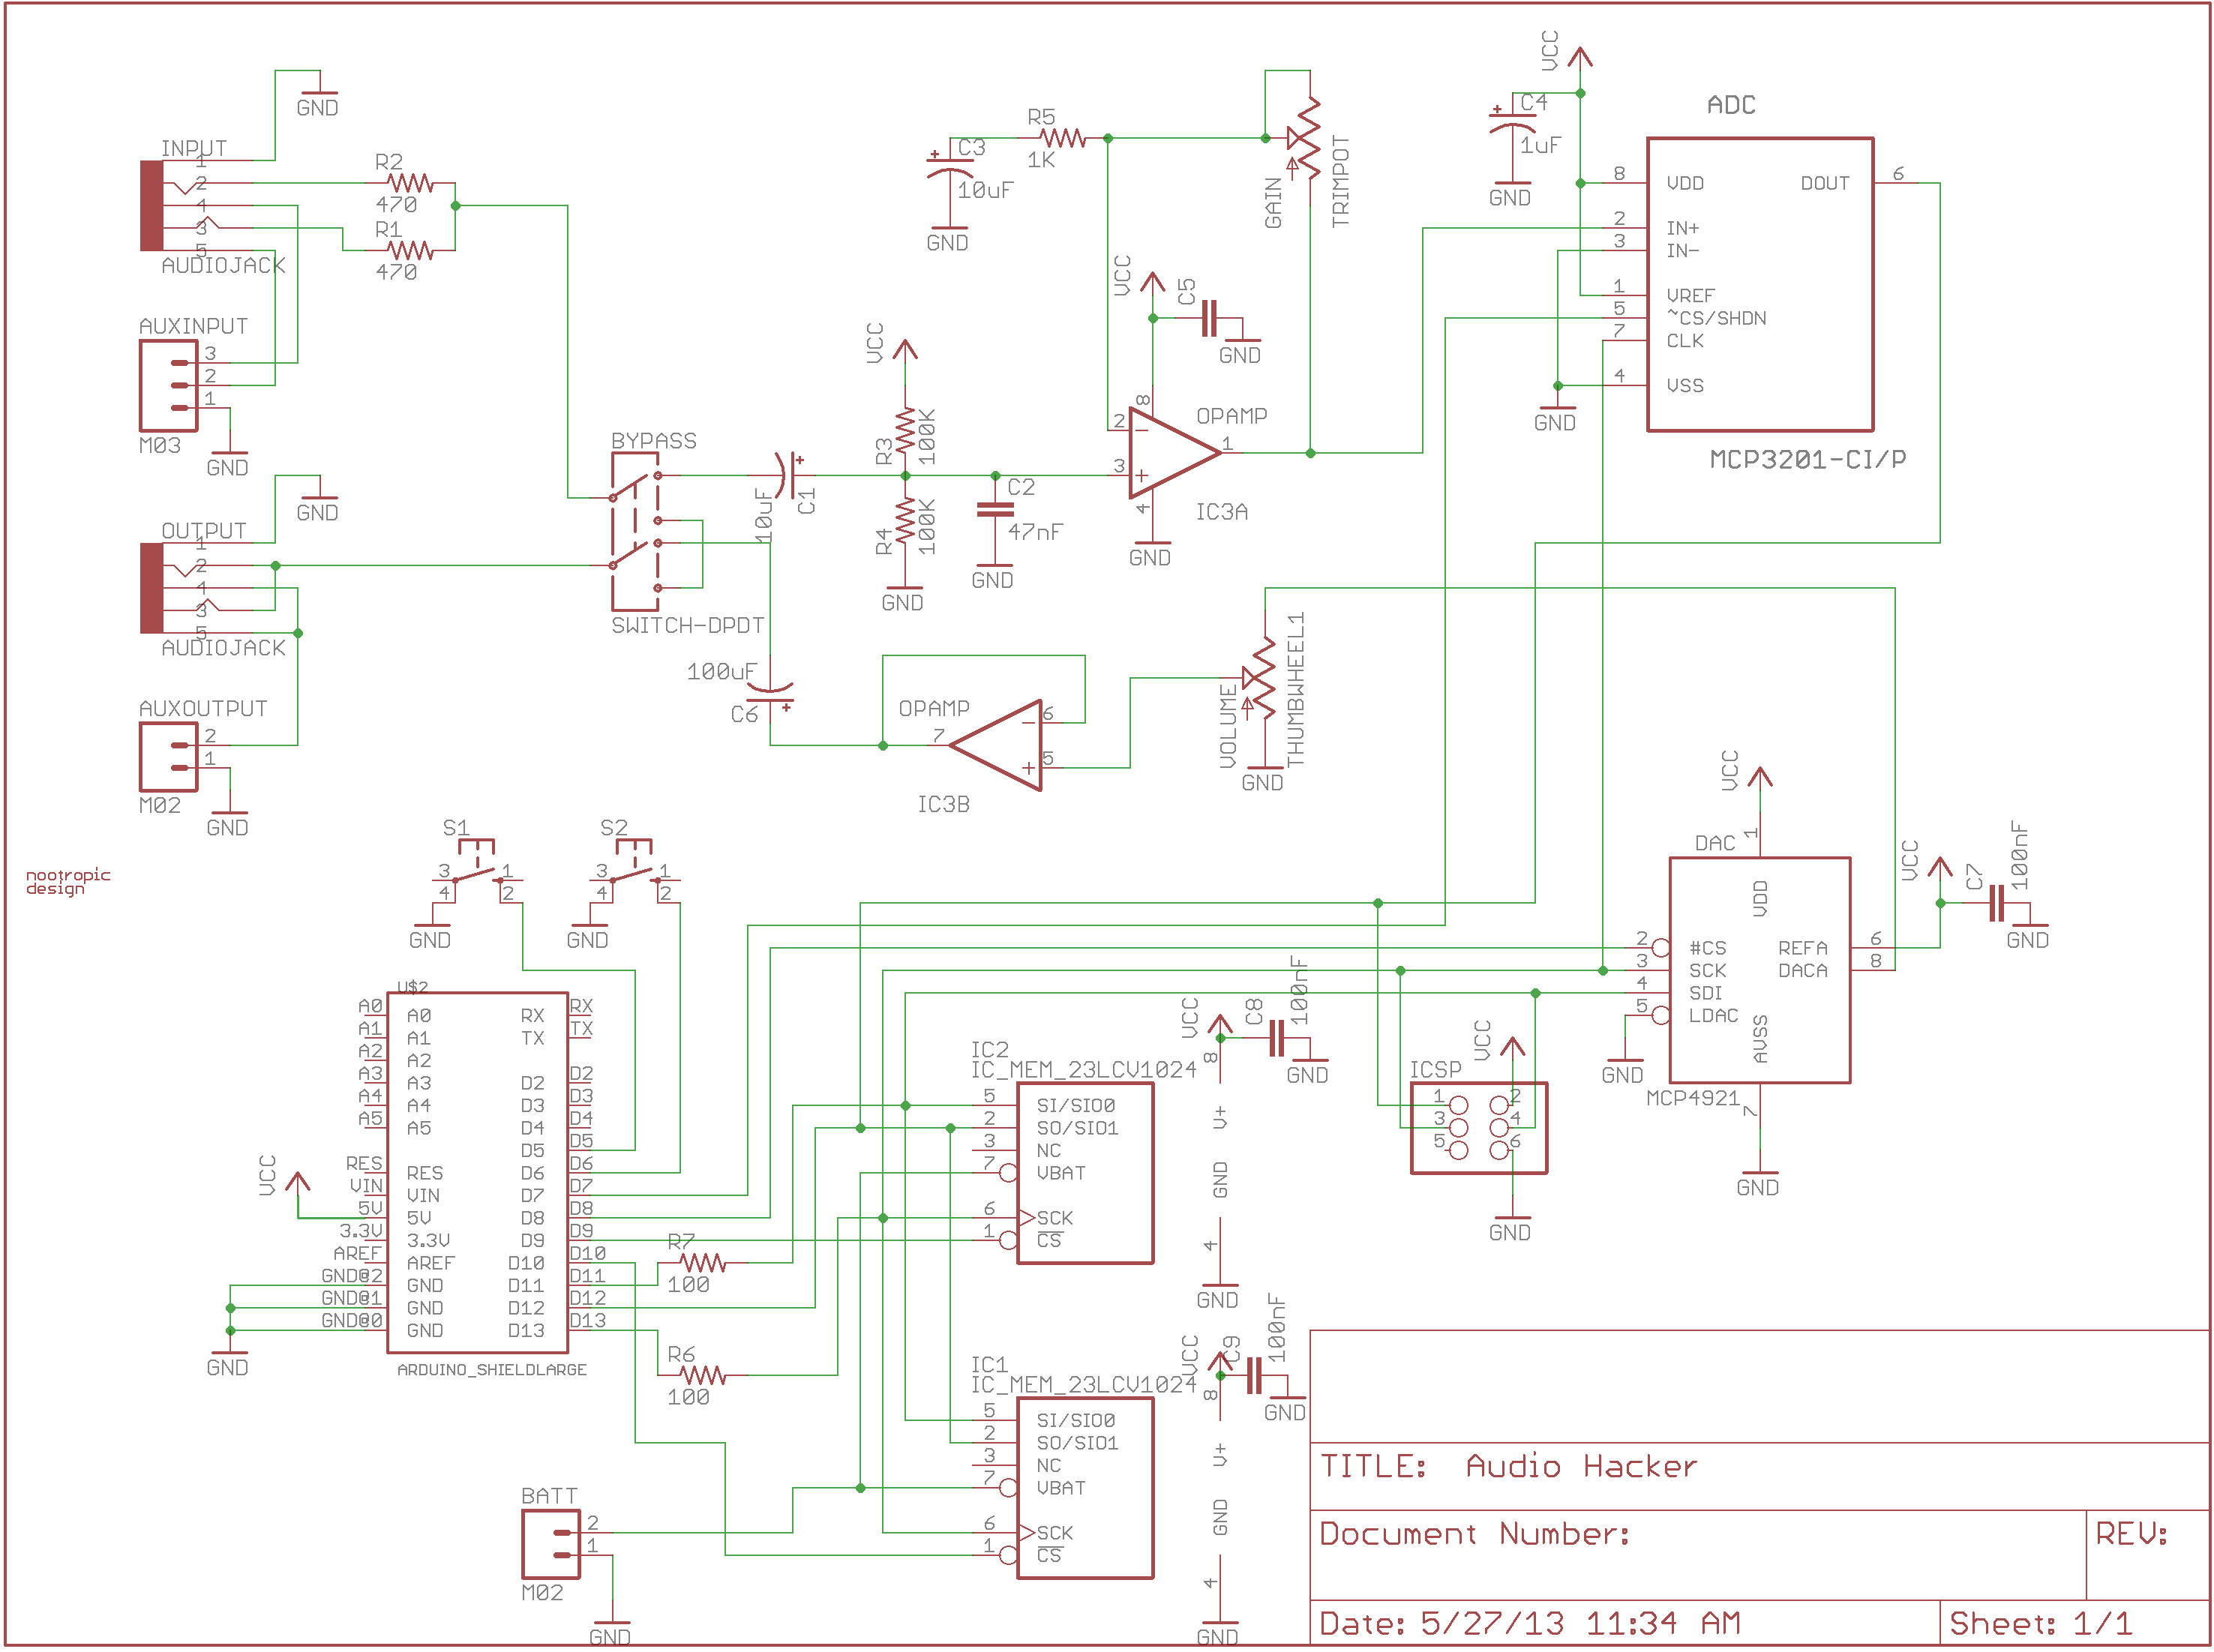 GND
INPUT
1
2
4
3
5
AUDIOJACK
R2
470
R1
470
AUXINPUT
3
2
1
M03
GND
GND
OUTPUT
1
2
4
3
5
AUDIOJACK
AUXOUTPUT
2
1
M02
GND
BYPASS
SWITCH-DPDT
10uF
C1
VCC
R3
100K
R4
100K
GND
C2
47nF
GND
C3
10uF
GND
R5
1K
GAIN
TRIMPOT
VCC
C5
GND
OPAMP
8
2
3
1
4
IC3A
GND
VCC
C4
1uF
GND
ADC
8 VDD
2 IN+
3 IN-
1 VREF
5 ~CS/SHDN
7 CLK
4 VSS
DOUT 6
GND
MCP3201-CI/P
100uF
C6
OPAMP
7
6
5
IC3B
VOLUME
THUMBWHEEL1
GND
nootropic
design
S1
3 1
4 2
GND
S2
3 1
4 2
GND
VCC
DAC
1
VDD
2 #CS
3 SCK
4 SDI
5 LDAC
REFA 6
DACA 8
AVSS
7
MCP4921
GND
GND
VCC
C7
100nF
GND
U$2
A0 A0 RX RX
A1 A1 TX TX
A2 A2
A3 A3 D2 D2
A4 A4 D3 D3
A5 A5 D4 D4
D5 D5
RES RES D6 D6
VIN VIN D7 D7
5V 5V D8 D8
3.3V 3.3V D9 D9
AREF AREF D10 D10
GND@2 GND D11 D11
GND@1 GND D12 D12
GND@0 GND D13 D13
ARDUINO_SHIELDLARGE
VCC
GND
R7
100
R6
100
IC2
IC_MEM_23LCV1024
5 SI/SIO0
2 SO/SIO1
3 NC
7 VBAT
6 SCK
1 CS
VCC
C8
100nF
GND
8
V+
GND
4
GND
ICSP
VCC
1 2
3 4
5 6
GND
IC1
IC_MEM_23LCV1024
5 SI/SIO0
2 SO/SIO1
3 NC
7 VBAT
6 SCK
1 CS
VCC
C9
100nF
GND
8
V+
GND
4
GND
BATT
2
1
M02
GND
TITLE: Audio Hacker
Document Number:
REV:
Date: 5/27/13 11:34 AM
Sheet: 1/1